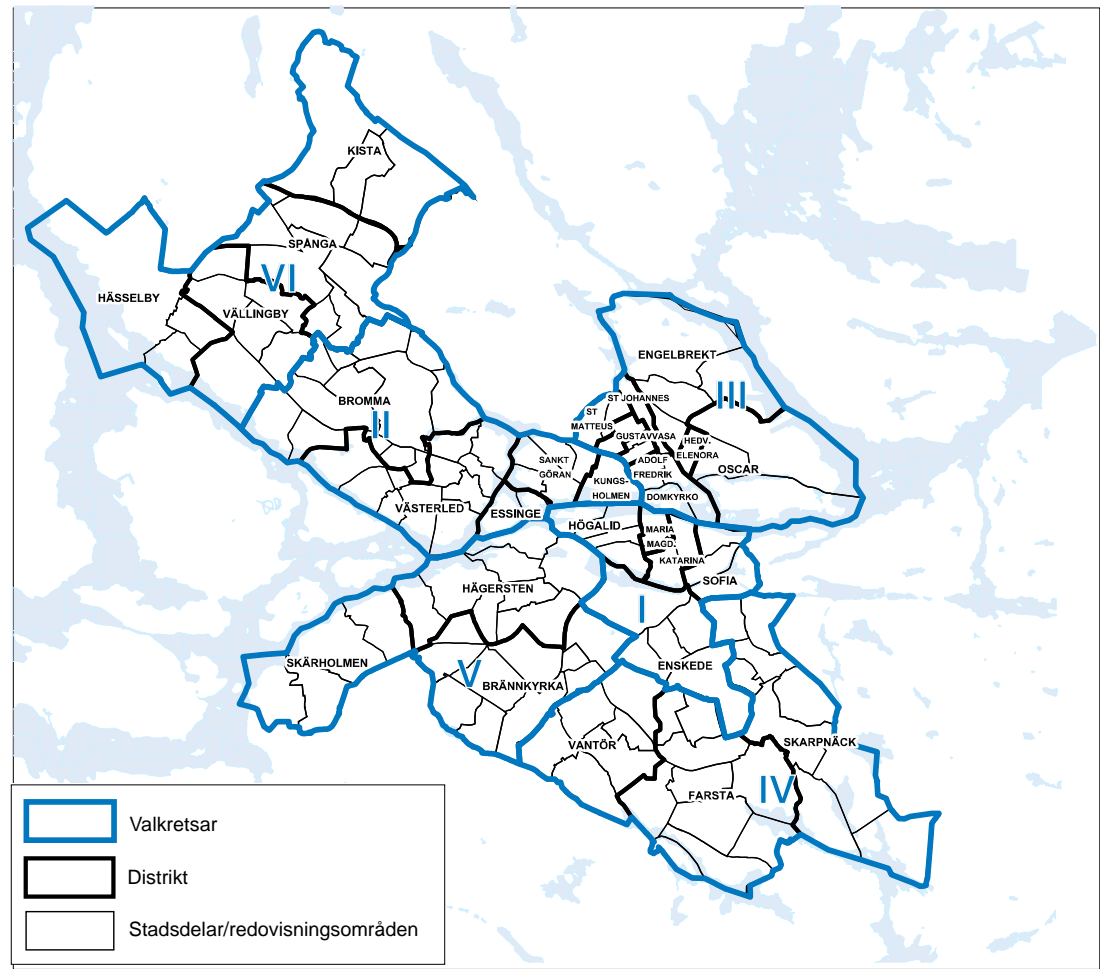 KISTA
SPÅNGA
VI
HÄSSELBY
VÄLLINGBY
ENGELBREKT
III
BROMMA
II
ST JOHANNES
ST
MATTEUS
GUSTAVVASA
HEDV.
ELENORA
ADOLF
FREDRIK
OSCAR
SANKT
GÖRAN
KUNGS-
HOLMEN
DOMKYRKO
VÄSTERLED
ESSINGE
HÖGALID
MARIA
MAGD.
KATARINA
SOFIA
HÄGERSTEN
I
SKÄRHOLMEN
V
BRÄNNKYRKA
ENSKEDE
VANTÖR
SKARPNÄCK
FARSTA
IV
Valkretsar
Distrikt
Stadsdelar/redovisningsområden